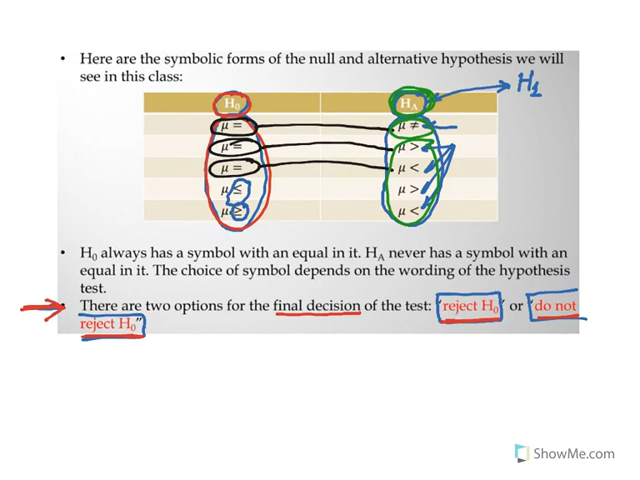 • Here are the symbolic forms of the null and alternative hypothesis we will
see in this class:
H₁
H₀ H_A
μ = μ ≠
μ = μ >
μ = μ <
μ ≤ μ >
μ ≥ μ <
• H₀ always has a symbol with an equal in it. H_A never has a symbol with an
equal in it. The choice of symbol depends on the wording of the hypothesis
test.
• There are two options for the final decision of the test: "reject H₀" or "do not
reject H₀"
ShowMe.com